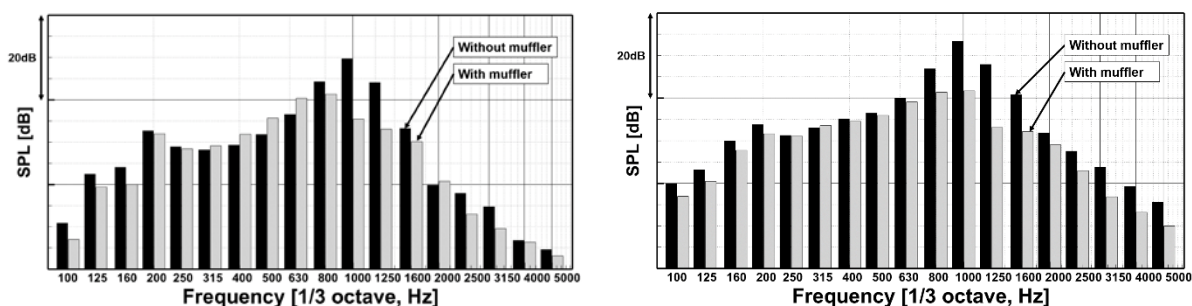 20dB
SPL [dB]
Without muffler
With muffler
100 125 160 200 250 315 400 500 630 800 1000 1250 1600 2000 2500 3150 4000 5000
Frequency [1/3 octave, Hz]
20dB
SPL [dB]
Without muffler
With muffler
100 125 160 200 250 315 400 500 630 800 1000 1250 1600 2000 2500 3150 4000 5000
Frequency [1/3 octave, Hz]